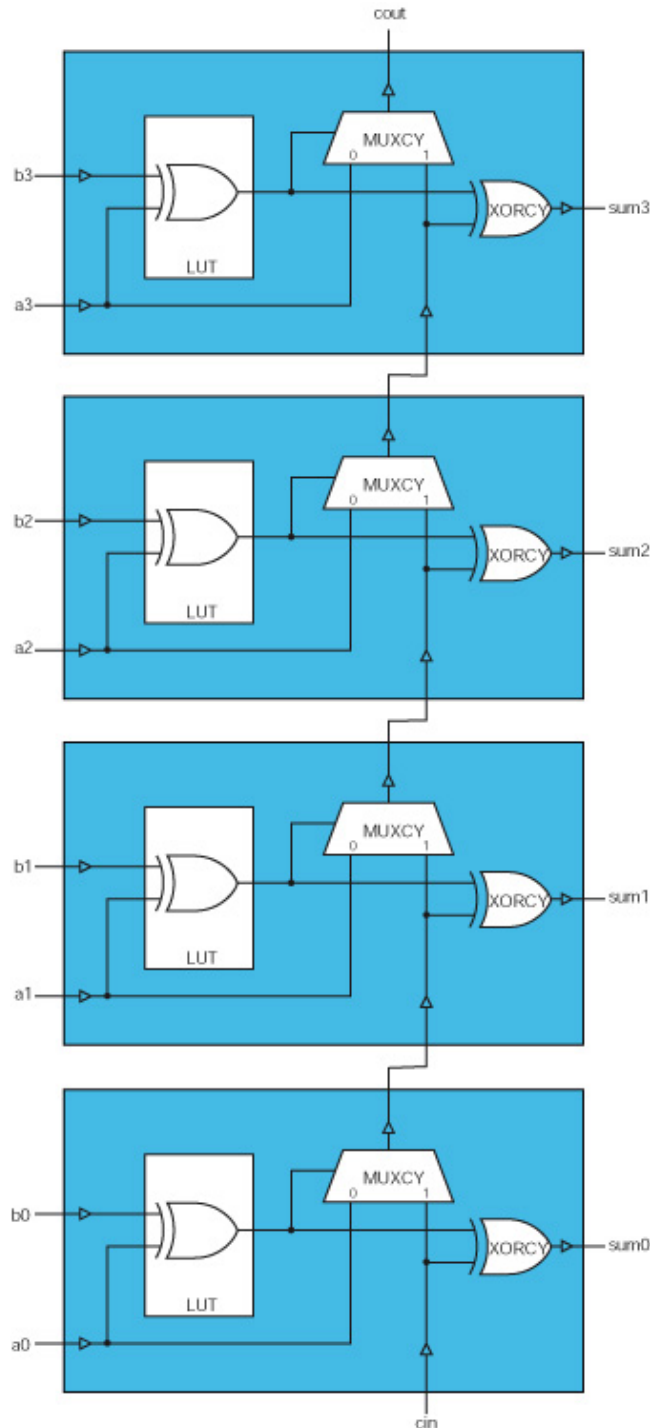 cout
MUXCY
0 1
b3
XORCY
sum3
LUT
a3
MUXCY
0 1
b2
XORCY
sum2
LUT
a2
MUXCY
0 1
b1
XORCY
sum1
LUT
a1
MUXCY
0 1
b0
XORCY
sum0
LUT
a0
cin